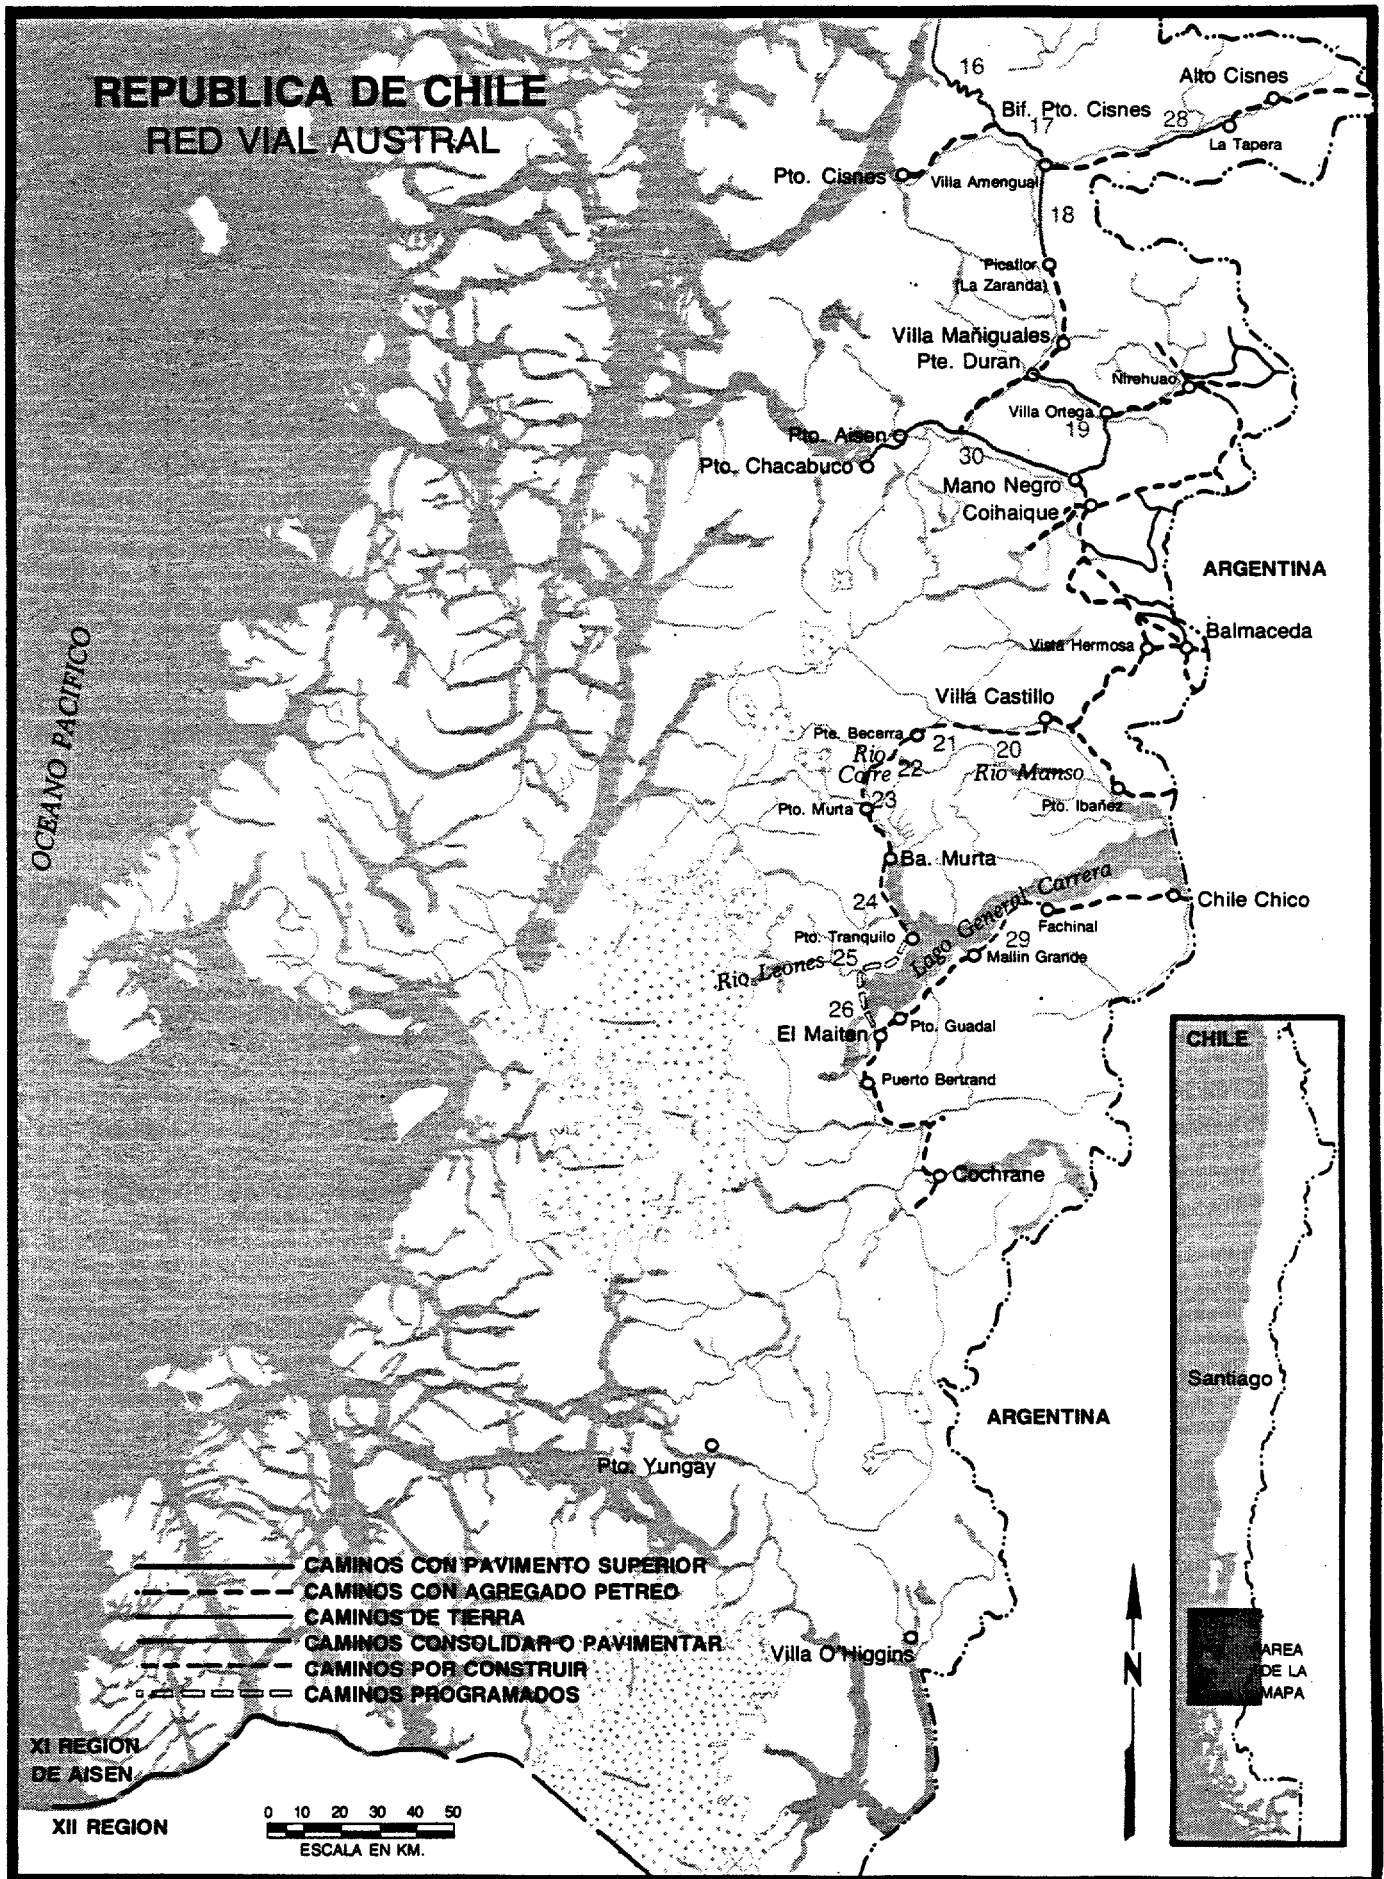 REPUBLICA DE CHILE
RED VIAL AUSTRAL
16
Alto Cisnes
Bif. Pto. Cisnes
17
28
La Tapera
Pto. Cisnes
Villa Amengual
18
Picaflor
(La Zaranda)
Villa Mañiguales
Pte. Duran
Nirehuao
Villa Ortega
19
Pto. Aisen
30
Pto. Chacabuco
Mano Negro
Coihaique
ARGENTINA
OCEANO PACIFICO
Balmaceda
Vista Hermosa
Villa Castillo
Pte. Becerra
21
20
Rio
Cofre
22
Rio Manso
23
Pto. Murta
Pto. Ibañez
Ba. Murta
Lago General Carrera
24
Chile Chico
Fachinal
Pto. Tranquilo
29
25
Mallin Grande
Rio Leones
26
Pto. Guadal
El Maiten
CHILE
Puerto Bertrand
Cochrane
Santiago
ARGENTINA
Pto. Yungay
CAMINOS CON PAVIMENTO SUPERIOR
CAMINOS CON AGREGADO PETREO
CAMINOS DE TIERRA
CAMINOS CONSOLIDAR O PAVIMENTAR
CAMINOS POR CONSTRUIR
CAMINOS PROGRAMADOS
Villa O'Higgins
N
AREA
DE LA
MAPA
XI REGION
DE AISEN
XII REGION
0 10 20 30 40 50
ESCALA EN KM.